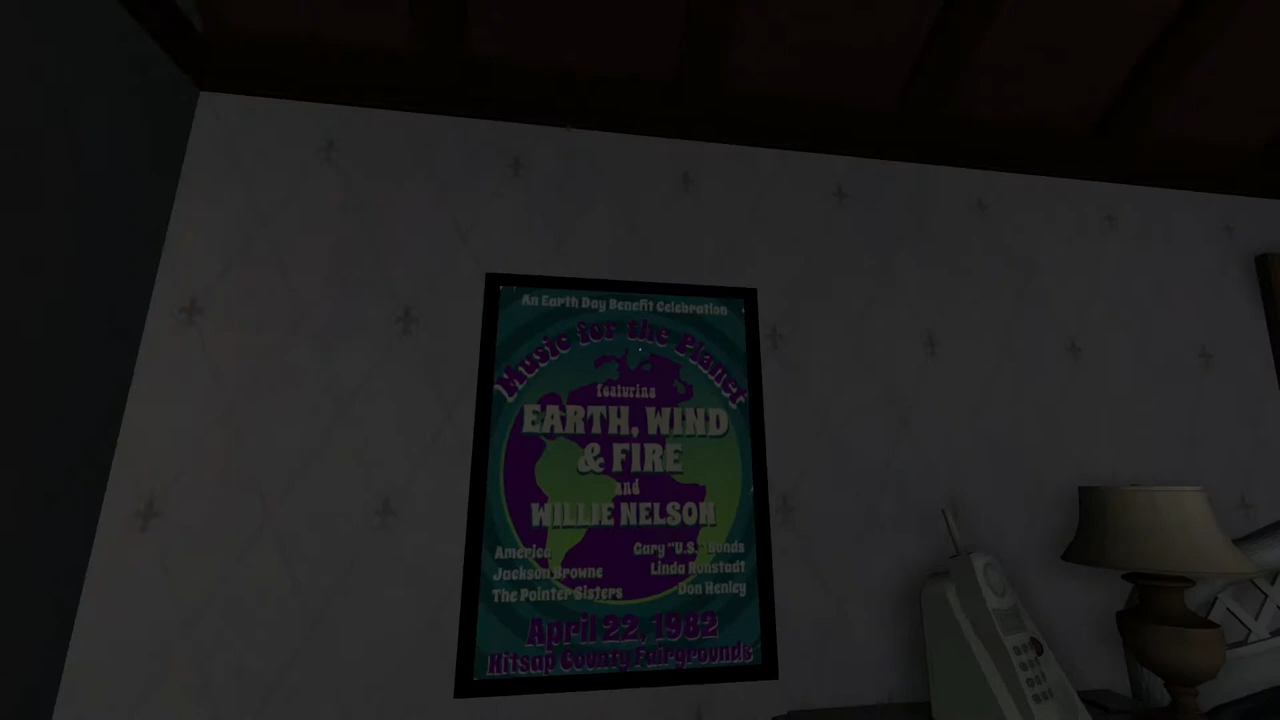 An Earth Day Benefit Celebration
Music for the Planet
featuring
EARTH, WIND
& FIRE
and
WILLIE NELSON
America
Gary "U.S." Bonds
Jackson Browne
Linda Ronstadt
The Pointer Sisters
Don Henley
April 22, 1982
Kitsap County Fairgrounds